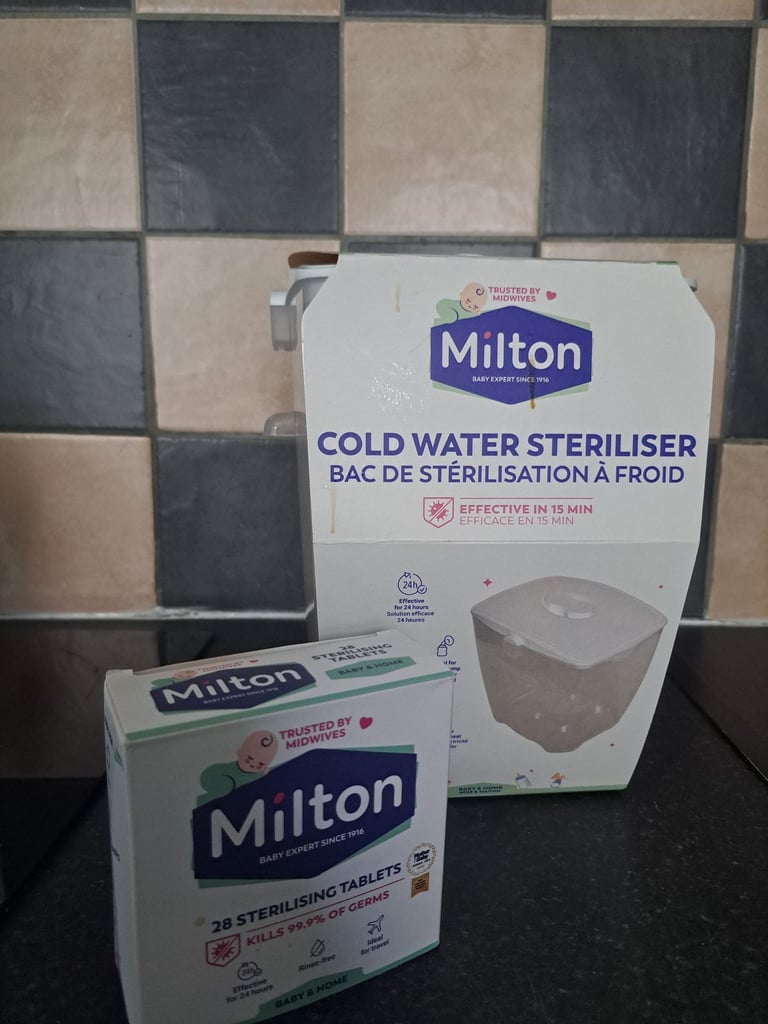 TRUSTED BY
MIDWIVES
Milton
BABY EXPERT SINCE 1916
COLD WATER STERILISER
BAC DE STÉRILISATION À FROID
EFFECTIVE IN 15 MIN
EFFICACE EN 15 MIN
24h
Effective
for 24 hours
Solution efficace
24 heures
BABY & HOME
Milton
BABY EXPERT SINCE 1916
28
STERILISING
TABLETS
BABY & HOME
TRUSTED BY
MIDWIVES
Milton
BABY EXPERT SINCE 1916
28 STERILISING TABLETS
KILLS 99.9% OF GERMS
24h
Effective
for 24 hours
Rinse-free
Ideal
for travel
BABY & HOME